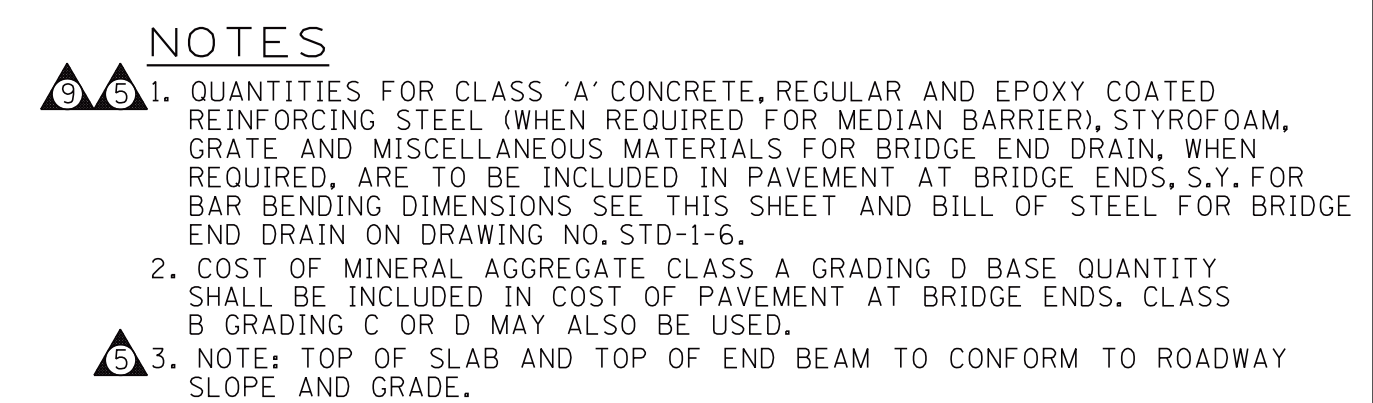 NOTES
9 5 1. QUANTITIES FOR CLASS 'A' CONCRETE, REGULAR AND EPOXY COATED
REINFORCING STEEL (WHEN REQUIRED FOR MEDIAN BARRIER), STYROFOAM,
GRATE AND MISCELLANEOUS MATERIALS FOR BRIDGE END DRAIN, WHEN
REQUIRED, ARE TO BE INCLUDED IN PAVEMENT AT BRIDGE ENDS, S.Y. FOR
BAR BENDING DIMENSIONS SEE THIS SHEET AND BILL OF STEEL FOR BRIDGE
END DRAIN ON DRAWING NO. STD-1-6.
2. COST OF MINERAL AGGREGATE CLASS A GRADING D BASE QUANTITY
SHALL BE INCLUDED IN COST OF PAVEMENT AT BRIDGE ENDS. CLASS
B GRADING C OR D MAY ALSO BE USED.
5 3. NOTE: TOP OF SLAB AND TOP OF END BEAM TO CONFORM TO ROADWAY
SLOPE AND GRADE.